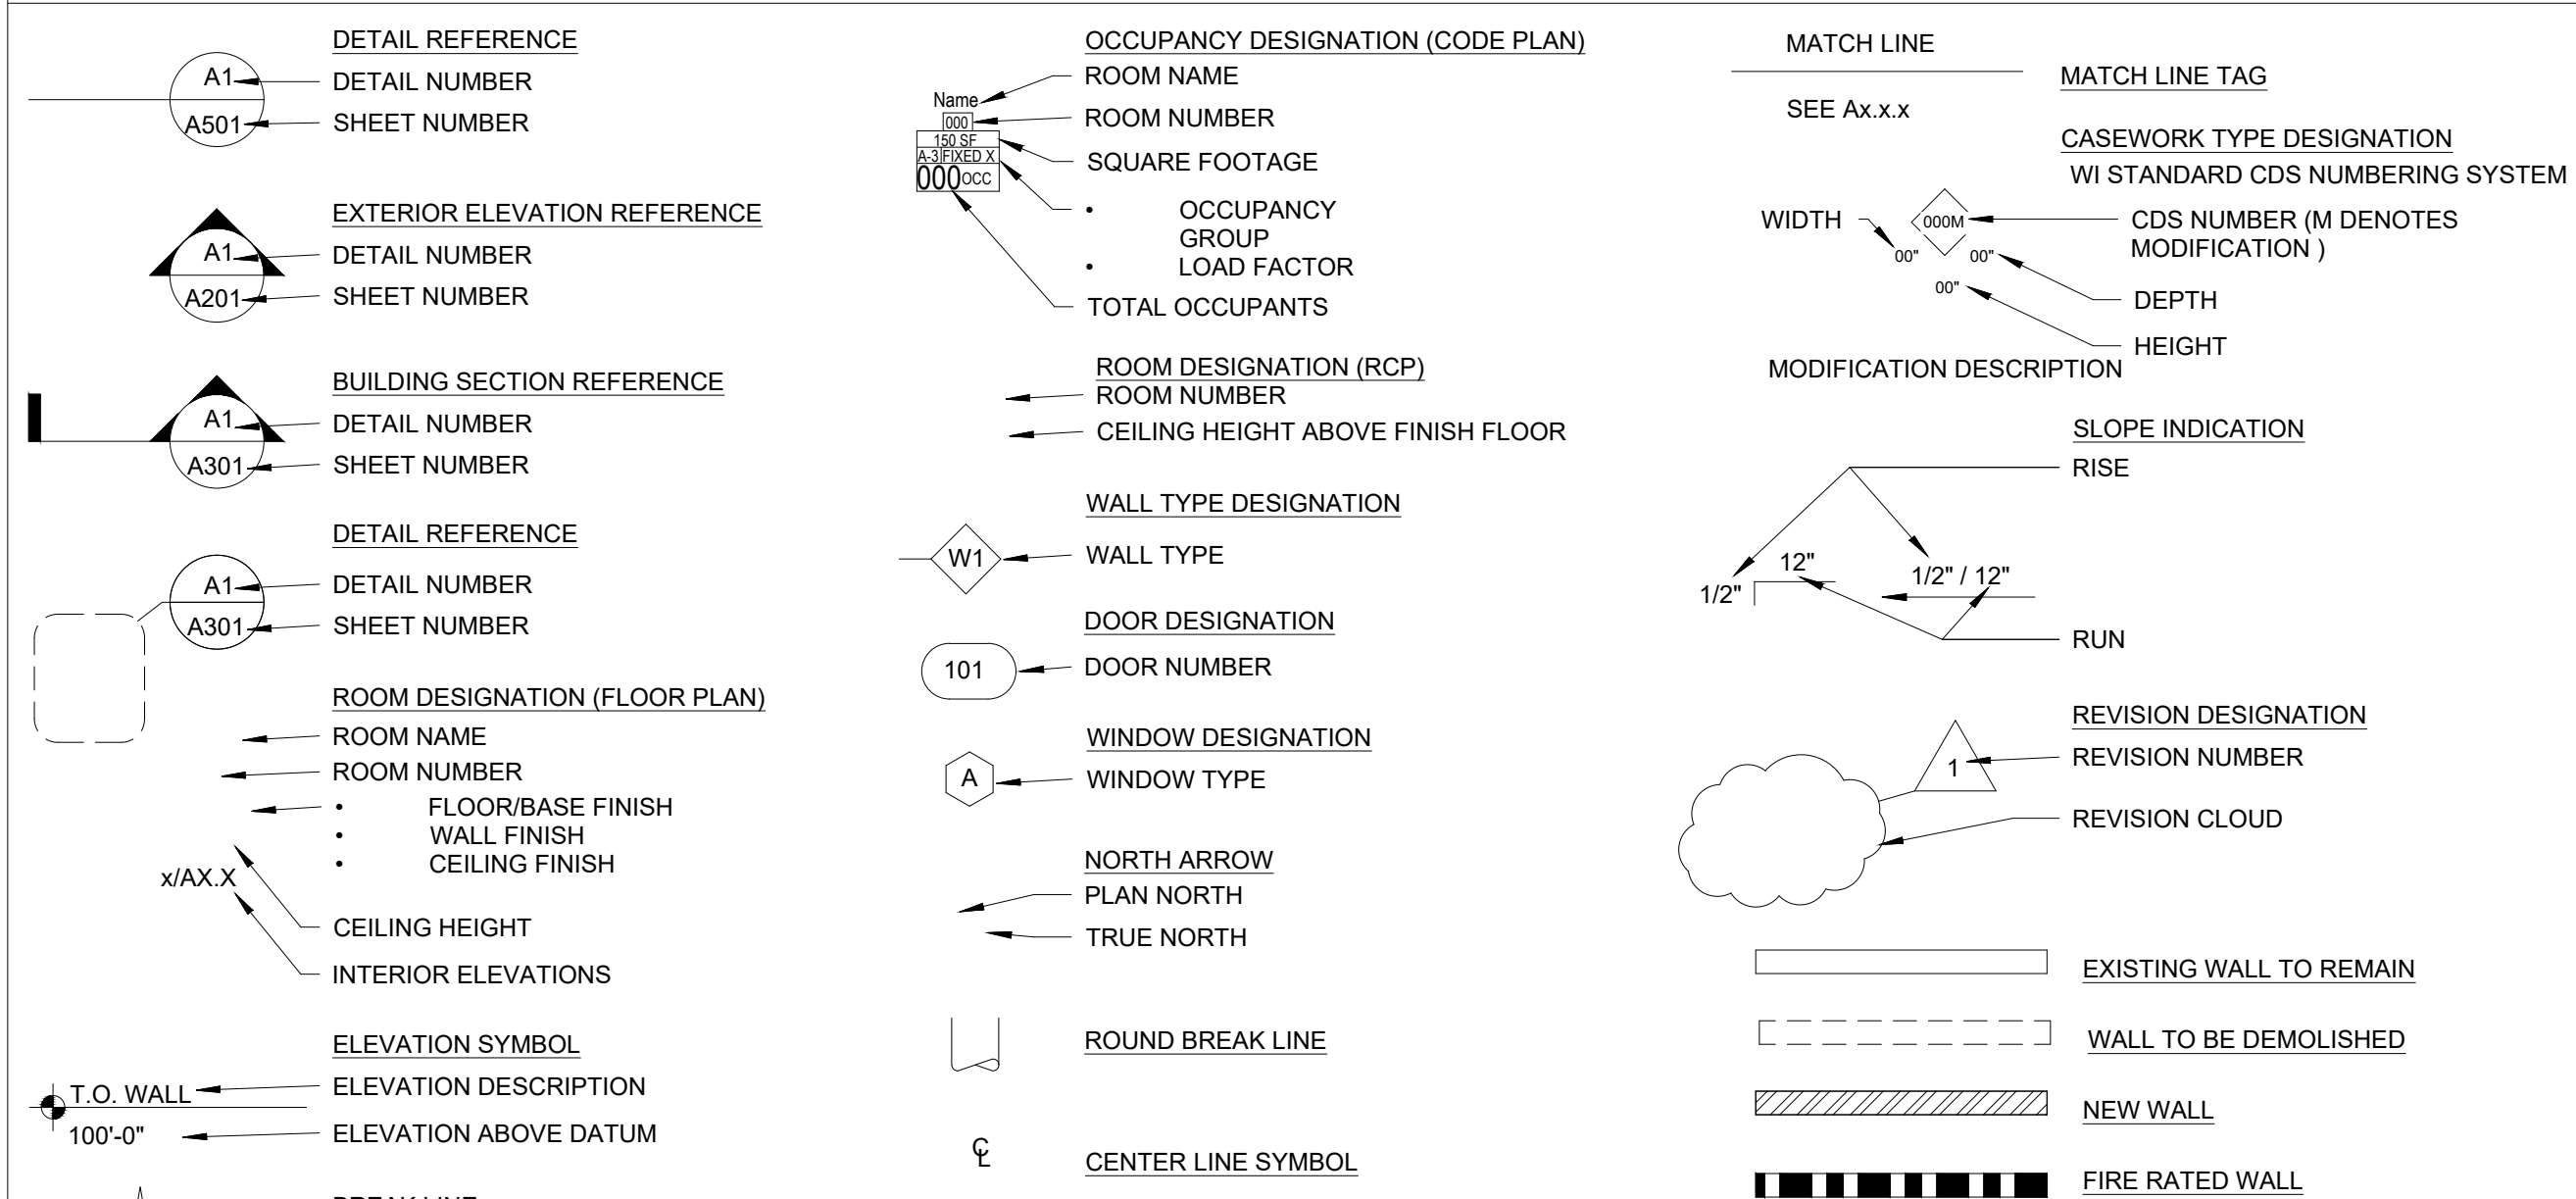 DETAIL REFERENCE
A1
DETAIL NUMBER
A501
SHEET NUMBER
EXTERIOR ELEVATION REFERENCE
A1
DETAIL NUMBER
A201
SHEET NUMBER
BUILDING SECTION REFERENCE
A1
DETAIL NUMBER
A301
SHEET NUMBER
DETAIL REFERENCE
A1
DETAIL NUMBER
A301
SHEET NUMBER
ROOM DESIGNATION (FLOOR PLAN)
ROOM NAME
ROOM NUMBER
• FLOOR/BASE FINISH
• WALL FINISH
• CEILING FINISH
x/AX.X
CEILING HEIGHT
INTERIOR ELEVATIONS
ELEVATION SYMBOL
T.O. WALL
ELEVATION DESCRIPTION
100'-0"
ELEVATION ABOVE DATUM
OCCUPANCY DESIGNATION (CODE PLAN)
ROOM NAME
Name
000
ROOM NUMBER
150 SF
SQUARE FOOTAGE
A-3 FIXED X
000 OCC
• OCCUPANCY
GROUP
• LOAD FACTOR
TOTAL OCCUPANTS
ROOM DESIGNATION (RCP)
ROOM NUMBER
CEILING HEIGHT ABOVE FINISH FLOOR
WALL TYPE DESIGNATION
W1
WALL TYPE
DOOR DESIGNATION
101
DOOR NUMBER
WINDOW DESIGNATION
A
WINDOW TYPE
NORTH ARROW
PLAN NORTH
TRUE NORTH
ROUND BREAK LINE
℄
CENTER LINE SYMBOL
MATCH LINE
MATCH LINE TAG
SEE Ax.x.x
CASEWORK TYPE DESIGNATION
WI STANDARD CDS NUMBERING SYSTEM
WIDTH
000M
CDS NUMBER (M DENOTES
MODIFICATION )
00"
00"
00"
DEPTH
HEIGHT
MODIFICATION DESCRIPTION
SLOPE INDICATION
RISE
12"
1/2"
1/2" / 12"
RUN
REVISION DESIGNATION
1
REVISION NUMBER
REVISION CLOUD
EXISTING WALL TO REMAIN
WALL TO BE DEMOLISHED
NEW WALL
FIRE RATED WALL